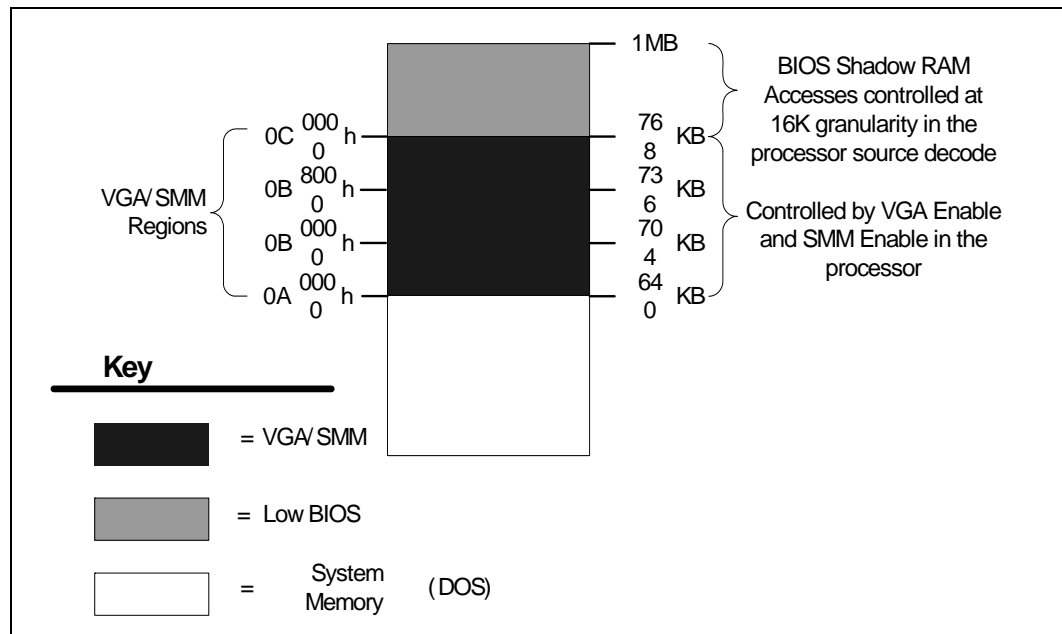 1MB
BIOS Shadow RAM
Accesses controlled at
16K granularity in the
processor source decode
0C 000
0 h
76
8 KB
0B 800
0 h
73
6 KB
VGA/ SMM
Regions
Controlled by VGA Enable
and SMM Enable in the
processor
0B 000
0 h
70
4 KB
0A 000
0 h
64
0 KB
Key
= VGA/ SMM
= Low BIOS
= System
Memory (DOS)